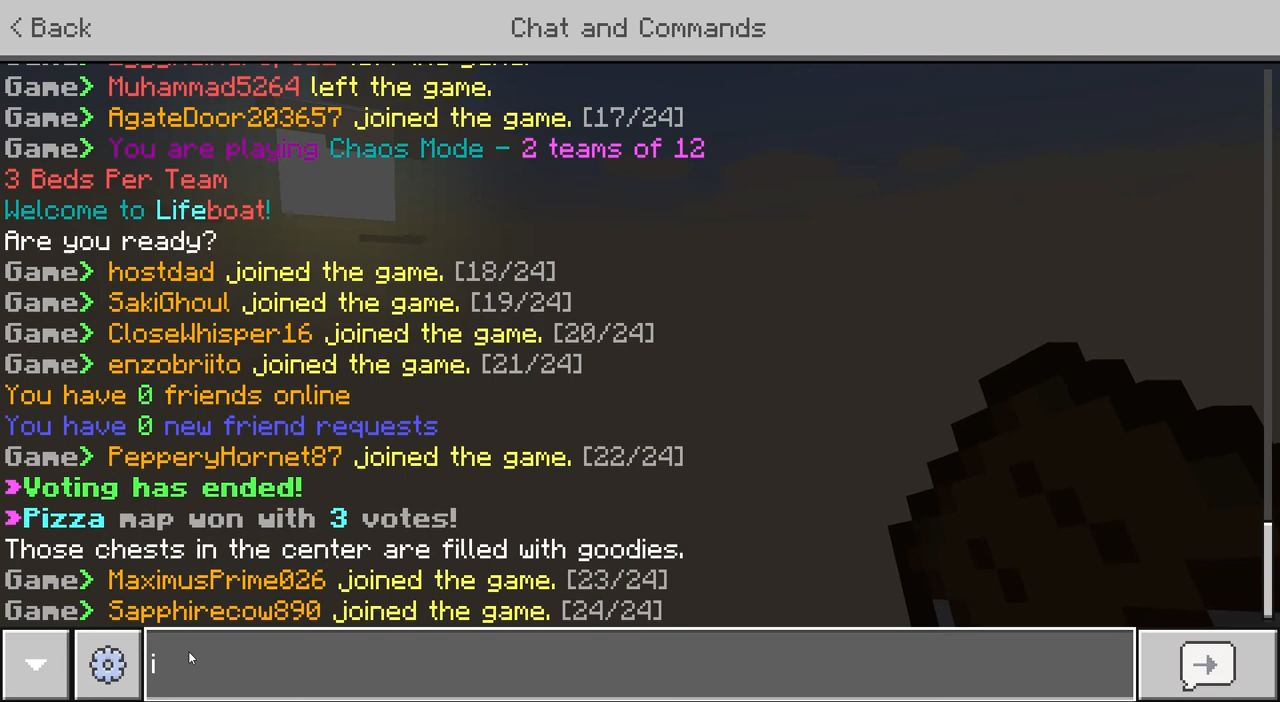 Back
Chat and Commands
Game> Muhammad5264 left the game.
Game> AgateDoor203657 joined the game. [17/24]
Game> You are playing Chaos Mode - 2 teams of 12
3 Beds Per Team
Welcome to Lifeboat!
Are you ready?
Game> hostdad joined the game. [18/24]
Game> SakiGhoul joined the game. [19/24]
Game> CloseWhisper16 joined the game. [20/24]
Game> enzobriito joined the game. [21/24]
You have 0 friends online
You have 0 new friend requests
Game> PepperyHornet87 joined the game. [22/24]
»Voting has ended!
»Pizza map won with 3 votes!
Those chests in the center are filled with goodies.
Game> MaximusPrime026 joined the game. [23/24]
Game> Sapphirecow890 joined the game. [24/24]
i